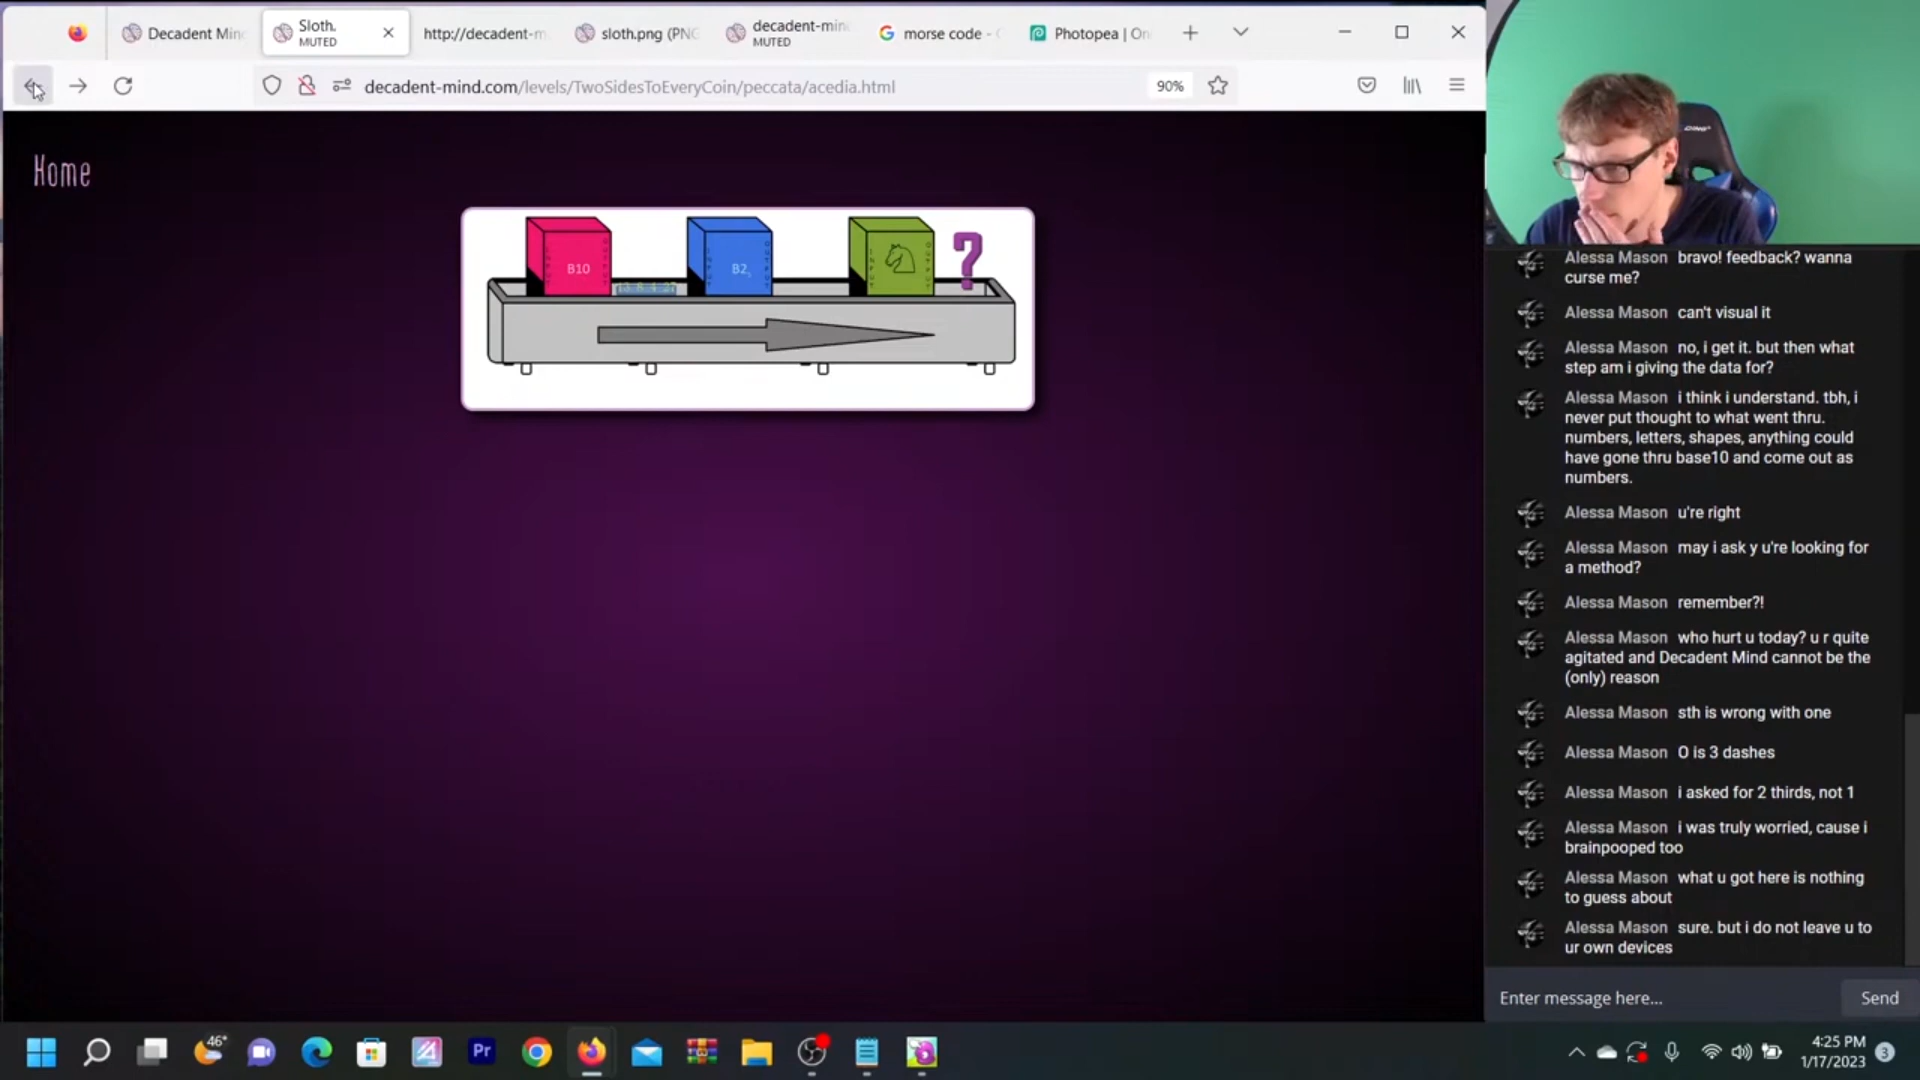 Decadent Min
Sloth.
MUTED
http://decadent-m
sloth.png (PNG
decadent-mind
MUTED
morse code - G
Photopea | On
decadent-mind.com/levels/TwoSidesToEveryCoin/peccata/acedia.html
90%
Home
B10
B2
INPUT
OUTPUT
?
Alessa Mason bravo! feedback? wanna
curse me?
Alessa Mason can't visual it
Alessa Mason no, i get it. but then what
step am i giving the data for?
Alessa Mason i think i understand. tbh, i
never put thought to what went thru.
numbers, letters, shapes, anything could
have gone thru base10 and come out as
numbers.
Alessa Mason u're right
Alessa Mason may i ask y u're looking for
a method?
Alessa Mason remember?!
Alessa Mason who hurt u today? u r quite
agitated and Decadent Mind cannot be the
(only) reason
Alessa Mason sth is wrong with one
Alessa Mason O is 3 dashes
Alessa Mason i asked for 2 thirds, not 1
Alessa Mason i was truly worried, cause i
brainpooped too
Alessa Mason what u got here is nothing
to guess about
Alessa Mason sure. but i do not leave u to
ur own devices
Enter message here...
Send
46°
Pr
4:25 PM
1/17/2023
3